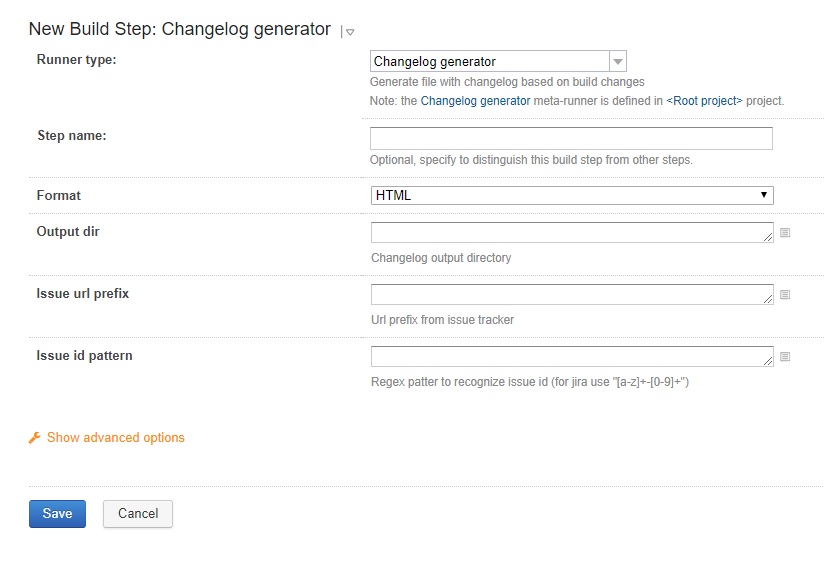 New Build Step: Changelog generator
Runner type:
Changelog generator
Generate file with changelog based on build changes
Note: the Changelog generator meta-runner is defined in <Root project> project.
Step name:
Optional, specify to distinguish this build step from other steps.
Format
HTML
Output dir
Changelog output directory
Issue url prefix
Url prefix from issue tracker
Issue id pattern
Regex patter to recognize issue id (for jira use "[a-z]+-[0-9]+")
Show advanced options
Save
Cancel